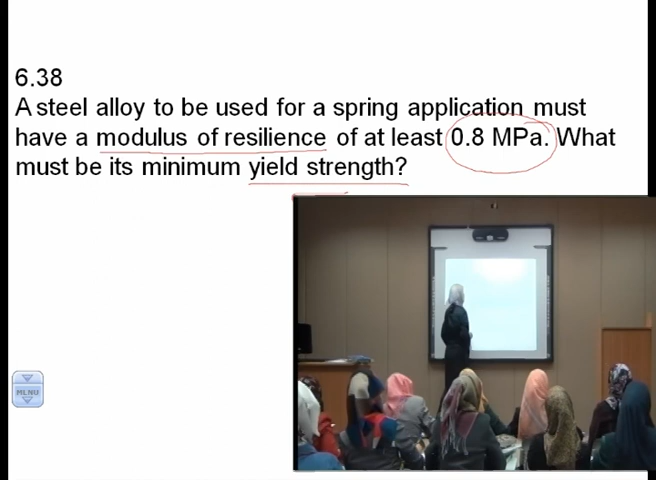 6.38
A steel alloy to be used for a spring application must
have a modulus of resilience of at least 0.8 MPa. What
must be its minimum yield strength?
MENU